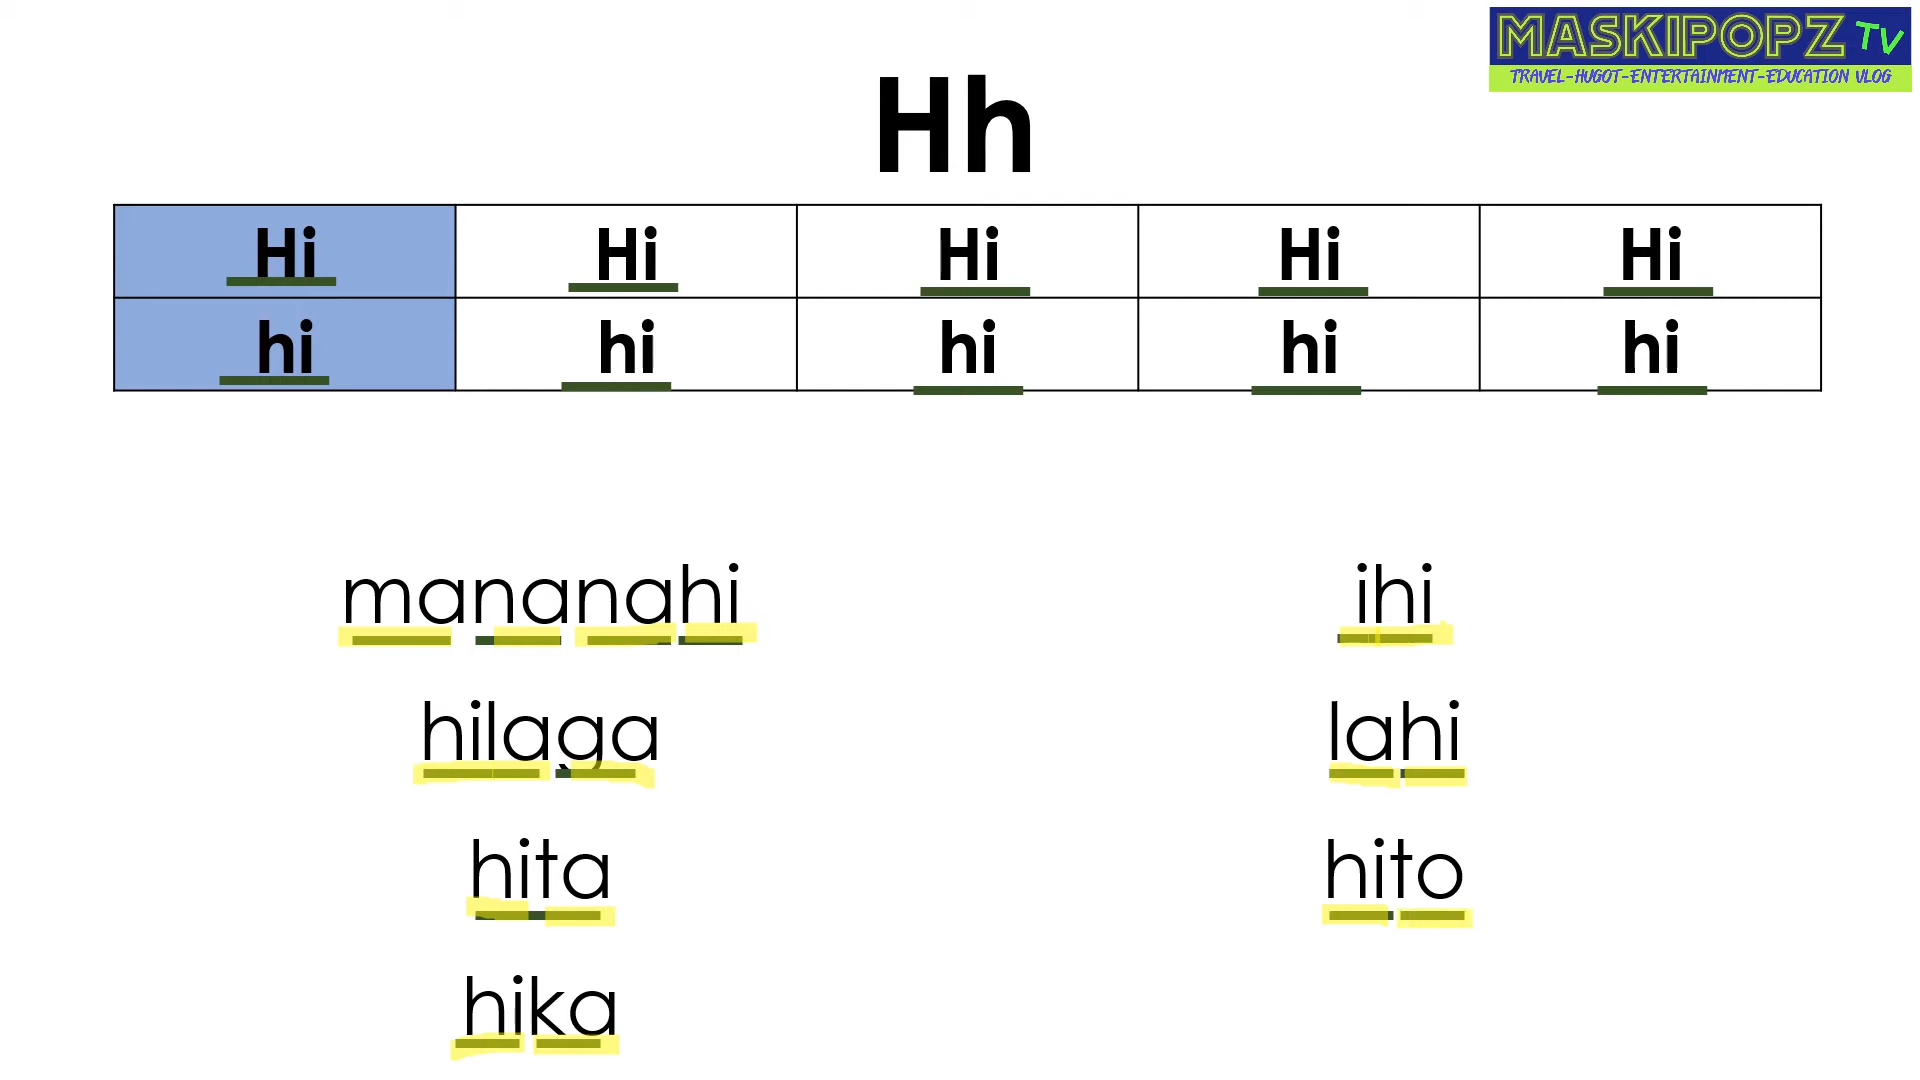 MASKIPOPZ TV
TRAVEL-HUGOT-ENTERTAINMENT-EDUCATION VLOG
Hh
Hi Hi Hi Hi Hi
hi hi hi hi hi
mananahi ihi
hilaga lahi
hita hito
hika